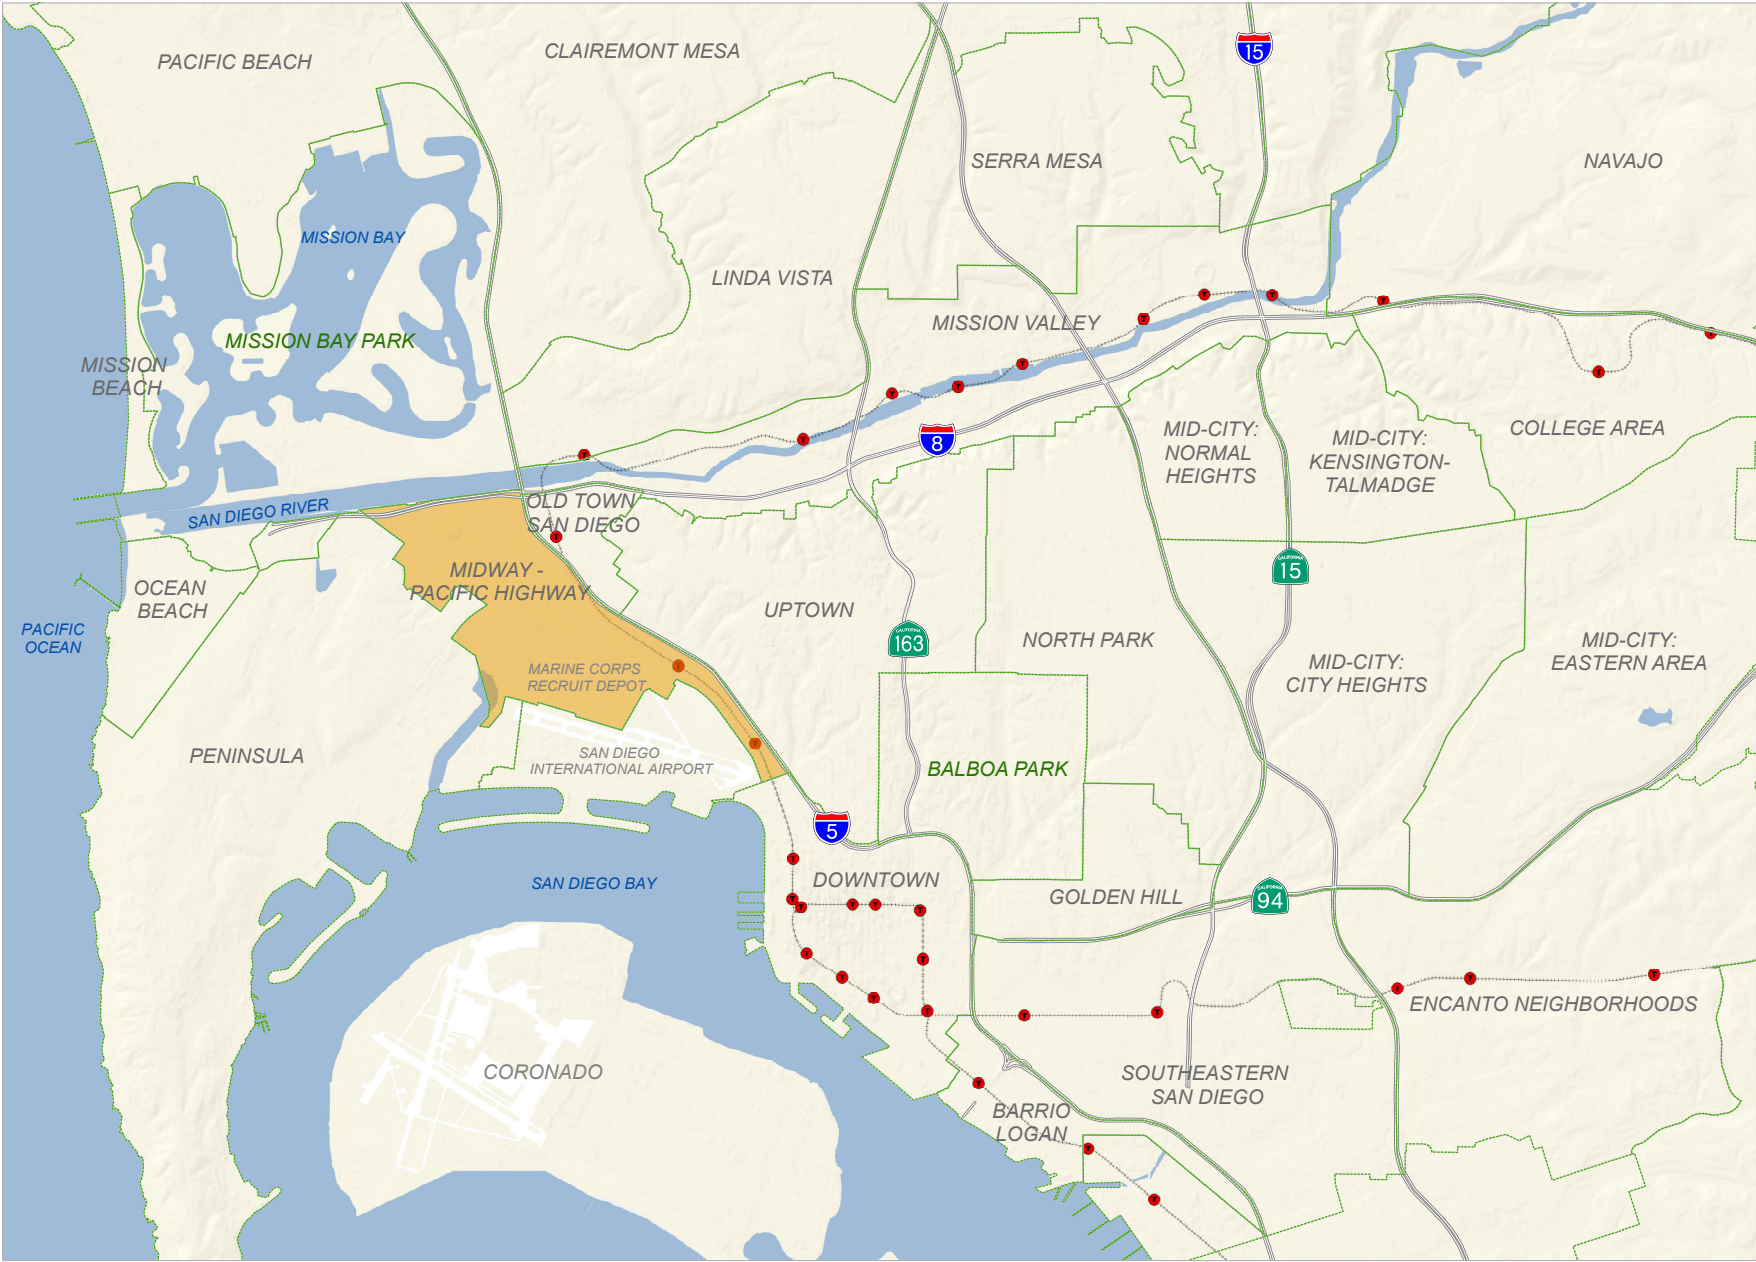 PACIFIC BEACH
CLAIREMONT MESA
15
SERRA MESA
NAVAJO
MISSION BAY
LINDA VISTA
MISSION VALLEY
MISSION BAY PARK
MISSION
BEACH
8
MID-CITY:
NORMAL
HEIGHTS
MID-CITY:
KENSINGTON-
TALMADGE
COLLEGE AREA
SAN DIEGO RIVER
OLD TOWN
SAN DIEGO
MIDWAY -
PACIFIC HIGHWAY
OCEAN
BEACH
CALIFORNIA
15
UPTOWN
PACIFIC
OCEAN
CALIFORNIA
163
NORTH PARK
MID-CITY:
CITY HEIGHTS
MID-CITY:
EASTERN AREA
MARINE CORPS
RECRUIT DEPOT
PENINSULA
SAN DIEGO
INTERNATIONAL AIRPORT
BALBOA PARK
5
SAN DIEGO BAY
DOWNTOWN
GOLDEN HILL
CALIFORNIA
94
ENCANTO NEIGHBORHOODS
CORONADO
SOUTHEASTERN
SAN DIEGO
BARRIO
LOGAN